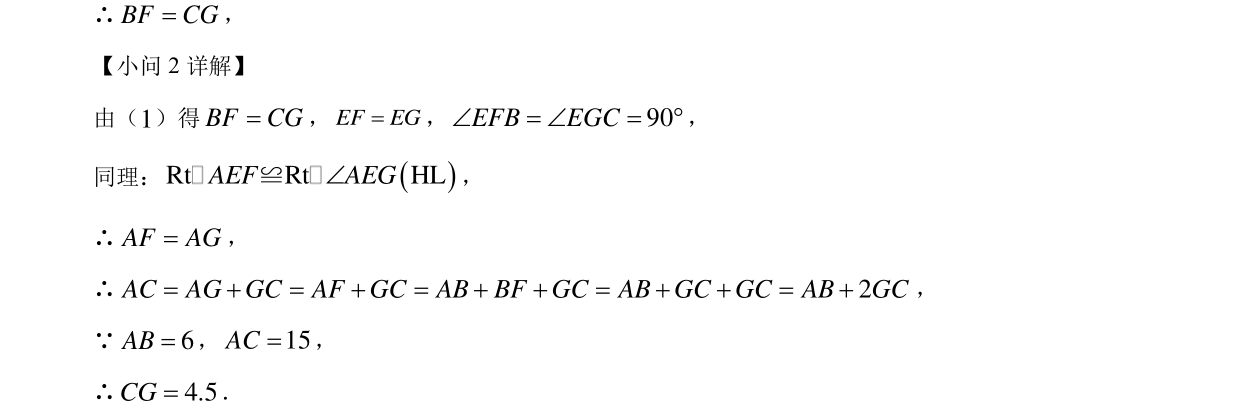 ∴ BF = CG，
【小问 2 详解】
由（1）得 BF = CG， EF = EG， ∠EFB = ∠EGC = 90°，
同理： Rt□ AEF≌Rt□ ∠AEG(HL)，
∴ AF = AG，
∴ AC = AG + GC = AF + GC = AB + BF + GC = AB + GC + GC = AB + 2GC，
∵ AB = 6， AC =15，
∴ CG = 4.5．